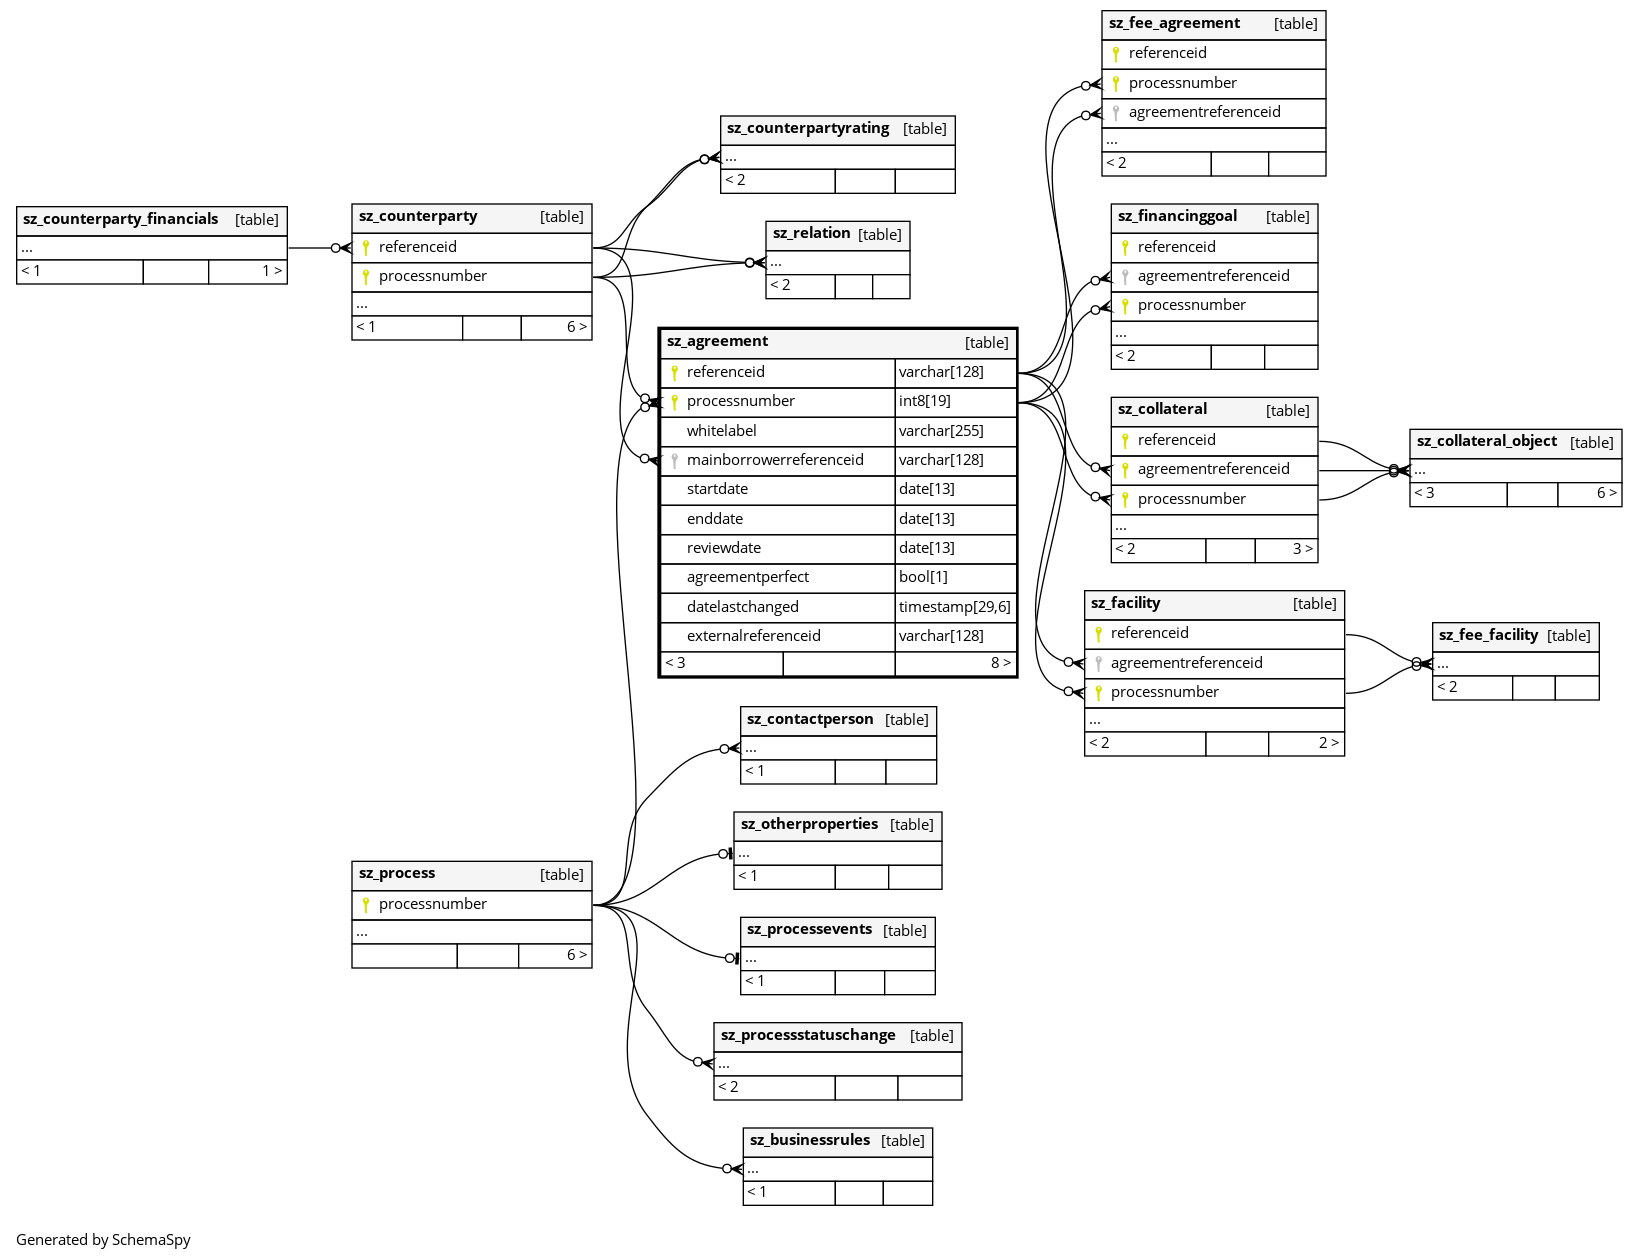 sz_fee_agreement [table]
referenceid
processnumber
agreementreferenceid
...
< 2
sz_counterpartyrating [table]
...
< 2
sz_counterparty_financials [table]
...
< 1 1 >
sz_counterparty [table]
referenceid
processnumber
...
< 1 6 >
sz_relation [table]
...
< 2
sz_financinggoal [table]
referenceid
agreementreferenceid
processnumber
...
< 2
sz_agreement [table]
referenceid varchar[128]
processnumber int8[19]
whitelabel varchar[255]
mainborrowerreferenceid varchar[128]
startdate date[13]
enddate date[13]
reviewdate date[13]
agreementperfect bool[1]
datelastchanged timestamp[29,6]
externalreferenceid varchar[128]
< 3 8 >
sz_collateral [table]
referenceid
agreementreferenceid
processnumber
...
< 2 3 >
sz_collateral_object [table]
...
< 3 6 >
sz_facility [table]
referenceid
agreementreferenceid
processnumber
...
< 2 2 >
sz_fee_facility [table]
...
< 2
sz_contactperson [table]
...
< 1
sz_otherproperties [table]
...
< 1
sz_process [table]
processnumber
...
6 >
sz_processevents [table]
...
< 1
sz_processstatuschange [table]
...
< 2
sz_businessrules [table]
...
< 1
Generated by SchemaSpy